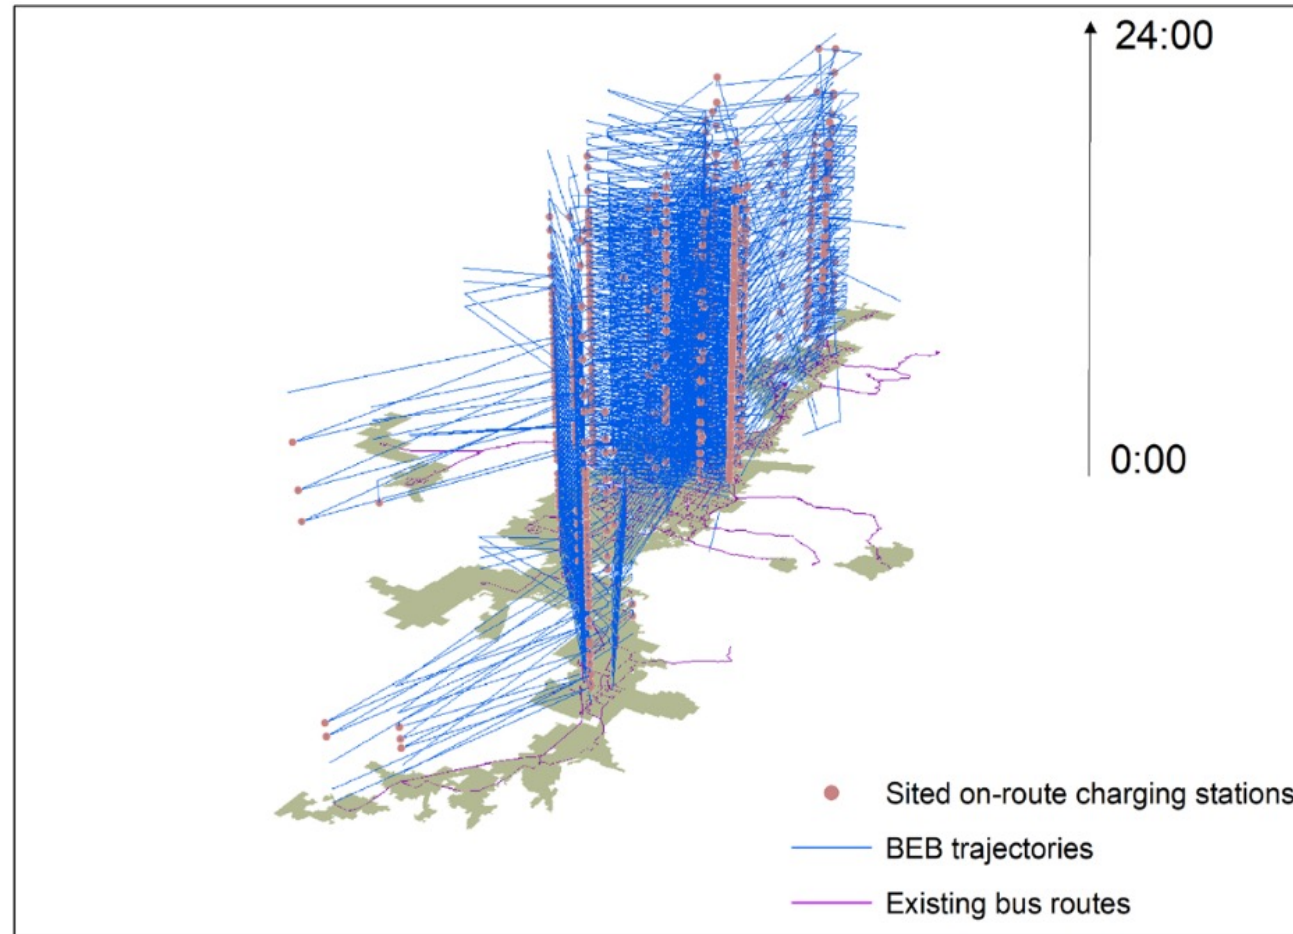 24:00
0:00
Sited on-route charging stations
BEB trajectories
Existing bus routes